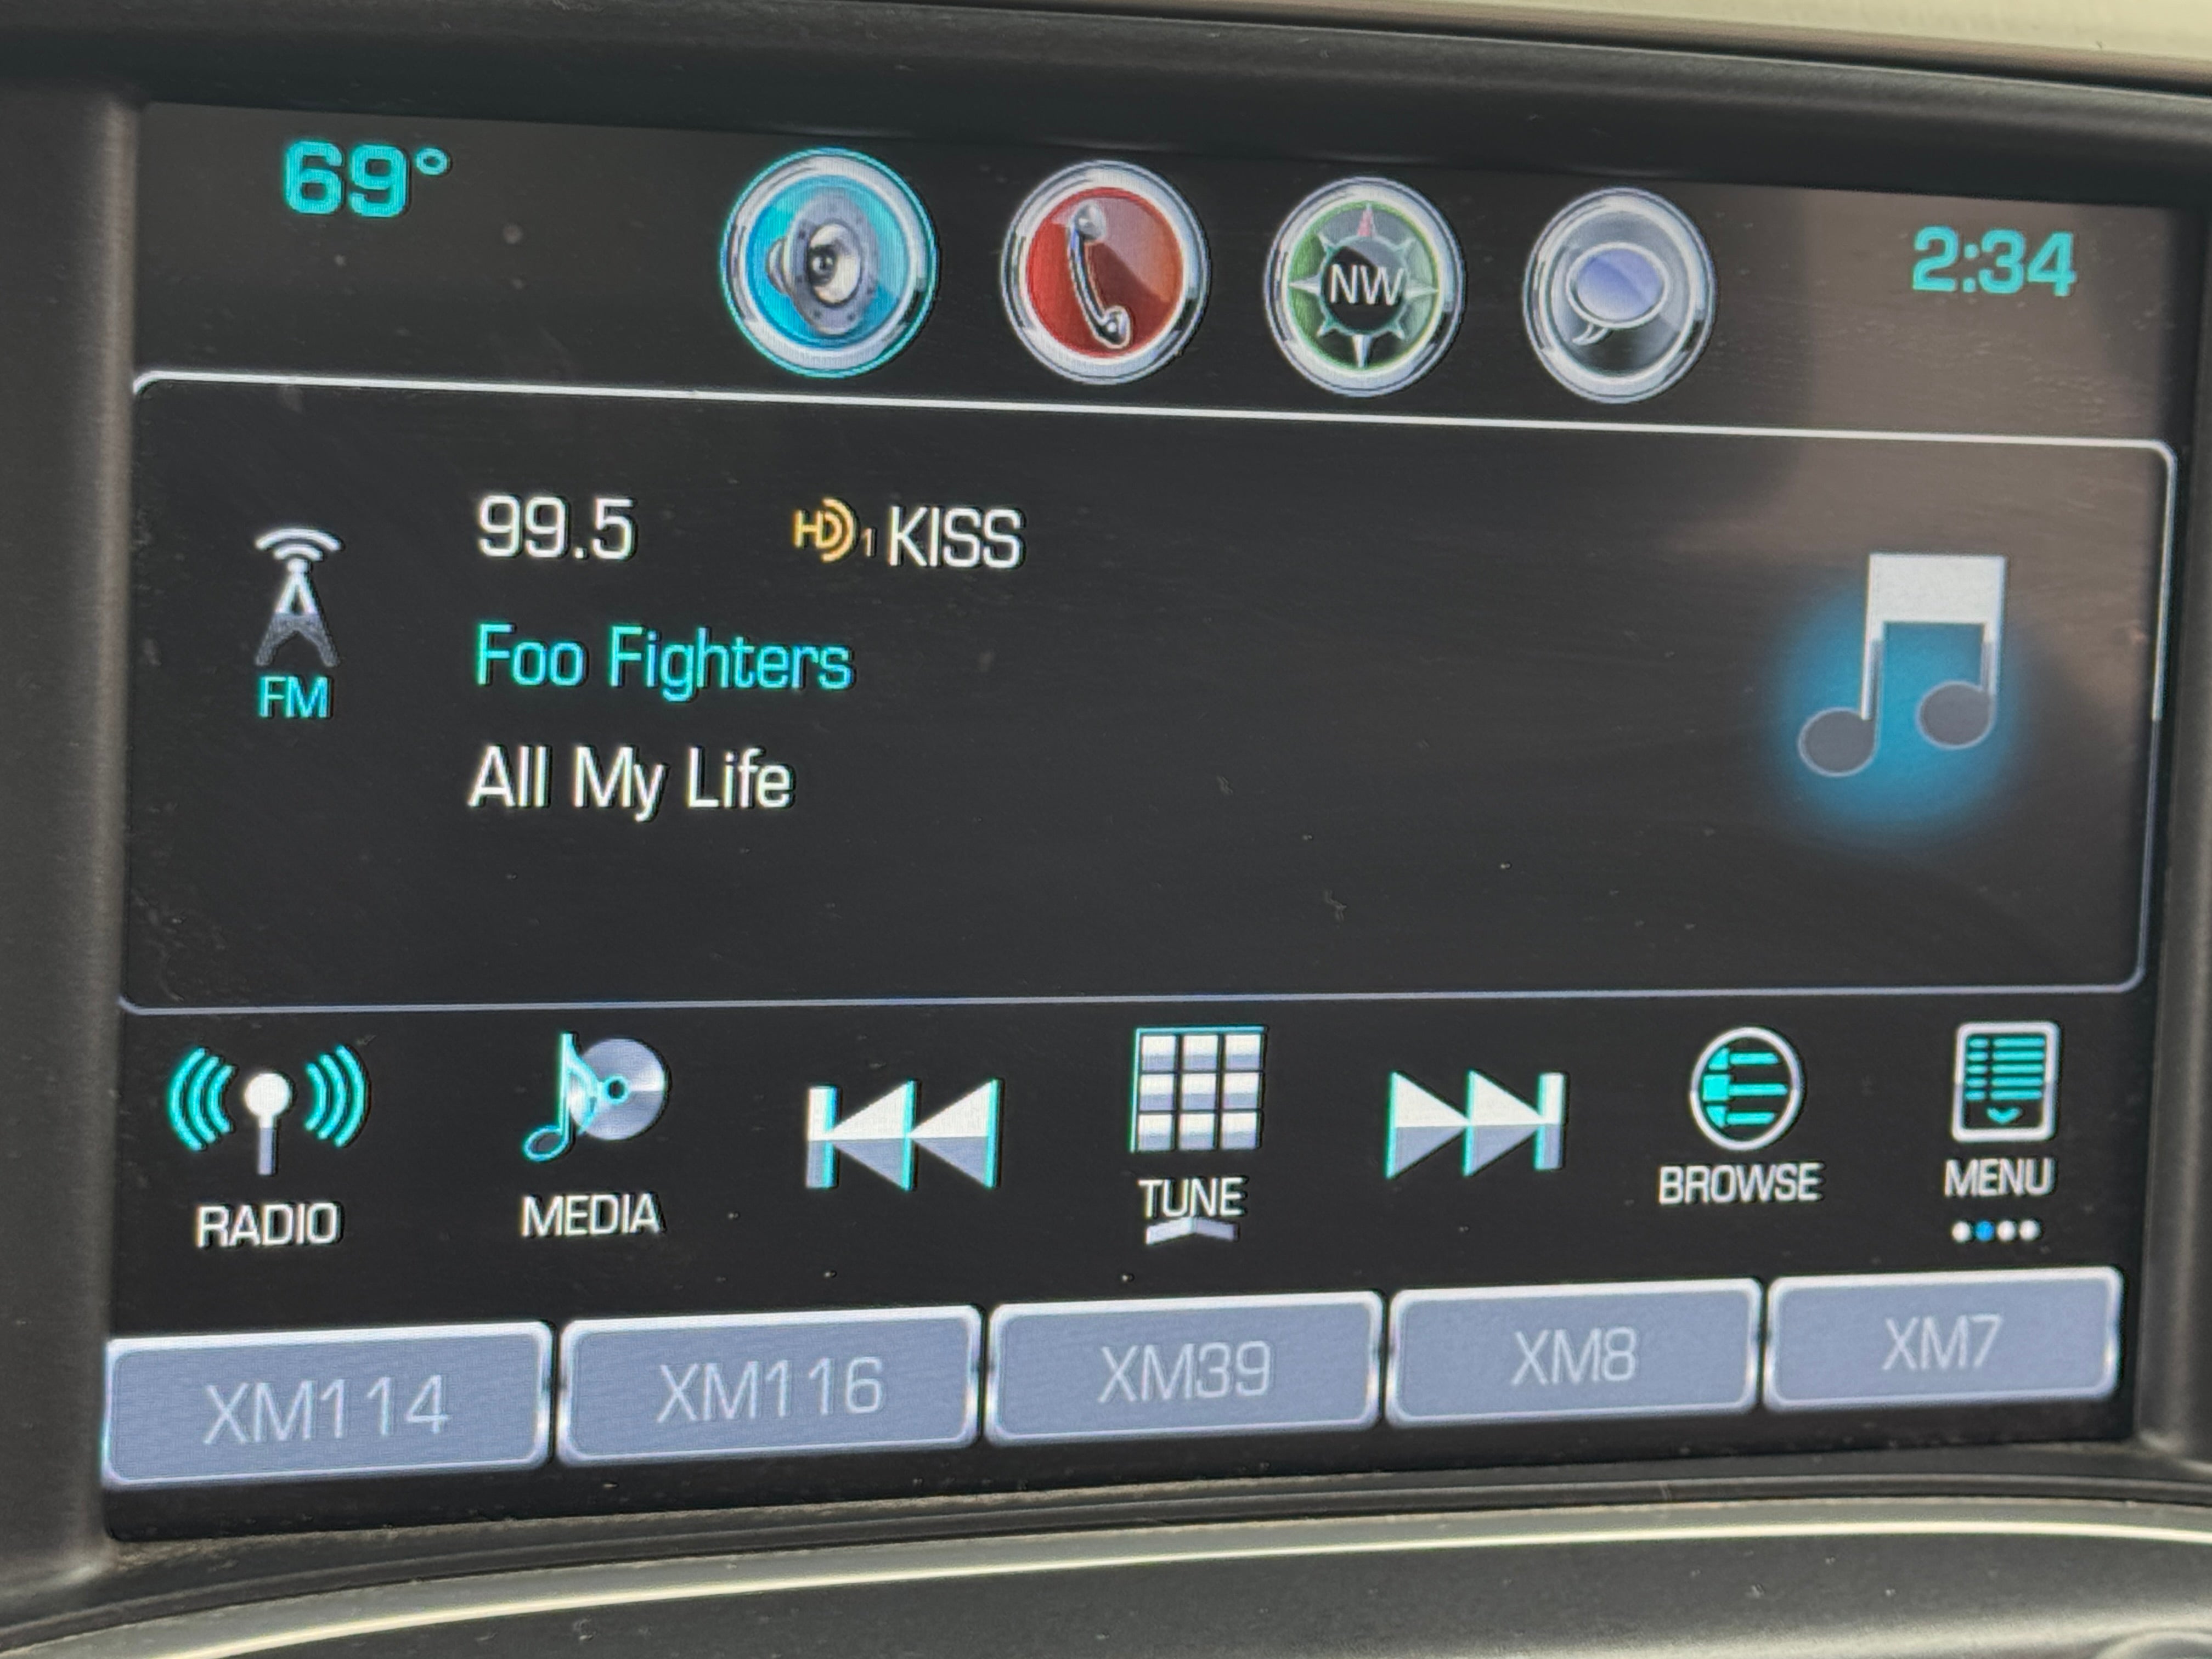 69°
NW
2:34
99.5 HD1 KISS
FM
Foo Fighters
All My Life
RADIO
MEDIA
TUNE
BROWSE
MENU
XM114
XM116
XM39
XM8
XM7